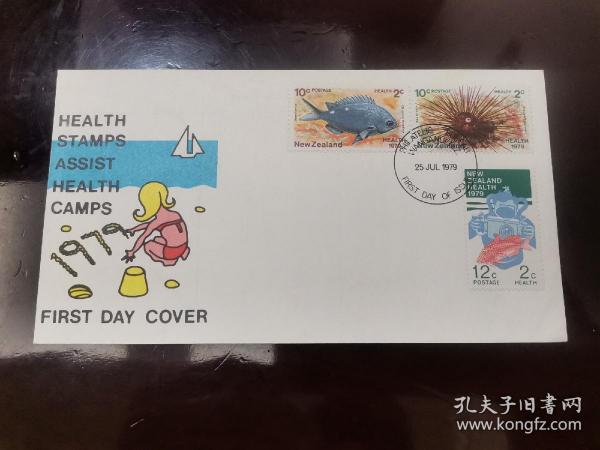 HEALTH
STAMPS
ASSIST
HEALTH
CAMPS
1979
FIRST DAY COVER
10c POSTAGE HEALTH 2c
New Zealand HEALTH 1979
10c POSTAGE HEALTH 2c
New Zealand HEALTH 1979
PHILATELIC
25 JUL 1979
FIRST DAY OF ISSUE
NEW
ZEALAND
HEALTH
1979
12c 2c
POSTAGE HEALTH
孔夫子旧書网
www.kongfz.com